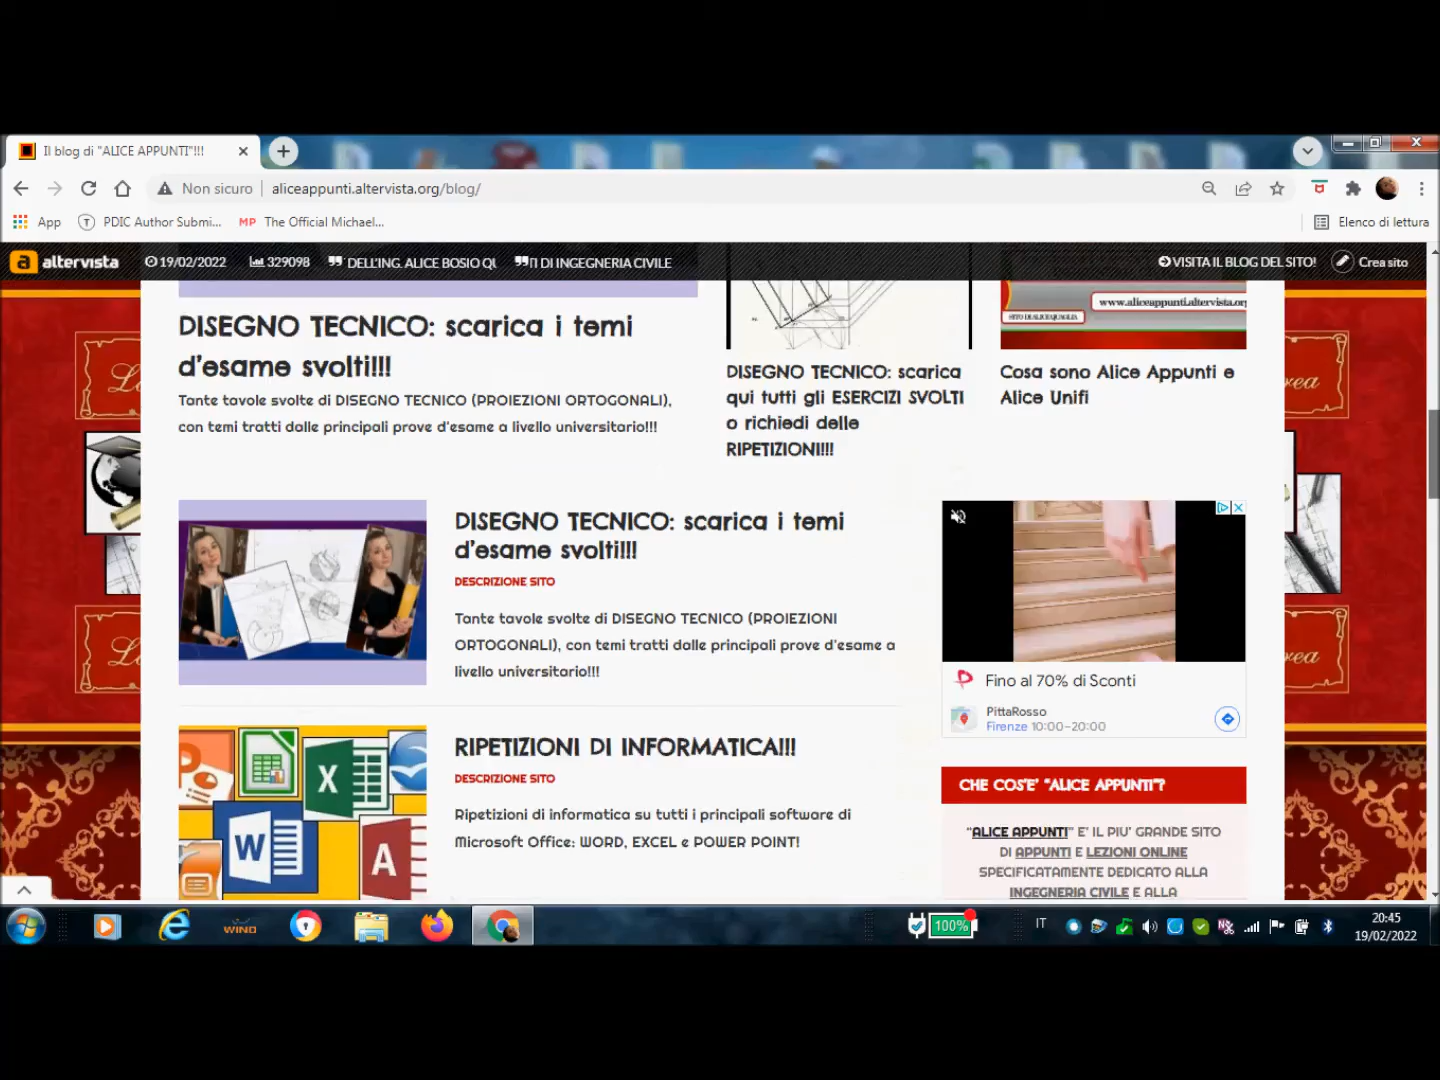 Il blog di "ALICE APPUNTI"!!!
Non sicuro
aliceappunti.altervista.org/blog/
App
PDIC Author Submi...
MP The Official Michael...
Elenco di lettura
altervista
19/02/2022
329098
DELL'ING. ALICE BOSIO QU
TI DI INGEGNERIA CIVILE
VISITA IL BLOG DEL SITO!
Crea sito
www.aliceappunti.altervista.org
SITO DI ALICE QUAGLIA
DISEGNO TECNICO: scarica i temi
d'esame svolti!!!
Tante tavole svolte di DISEGNO TECNICO (PROIEZIONI ORTOGONALI),
con temi tratti dalle principali prove d'esame a livello universitario!!!
DISEGNO TECNICO: scarica
qui tutti gli ESERCIZI SVOLTI
o richiedi delle
RIPETIZIONI!!!
Cosa sono Alice Appunti e
Alice Unifi
DISEGNO TECNICO: scarica i temi
d'esame svolti!!!
DESCRIZIONE SITO
Tante tavole svolte di DISEGNO TECNICO (PROIEZIONI
ORTOGONALI), con temi tratti dalle principali prove d'esame a
livello universitario!!!
Fino al 70% di Sconti
PittaRosso
Firenze 10:00–20:00
RIPETIZIONI DI INFORMATICA!!!
DESCRIZIONE SITO
Ripetizioni di informatica su tutti i principali software di
Microsoft Office: WORD, EXCEL e POWER POINT!
CHE COS'E' "ALICE APPUNTI"?
"ALICE APPUNTI" E' IL PIU' GRANDE SITO
DI APPUNTI E LEZIONI ONLINE
SPECIFICATAMENTE DEDICATO ALLA
INGEGNERIA CIVILE E ALLA
P
X
W
A
WIND
100%
IT
20:45
19/02/2022